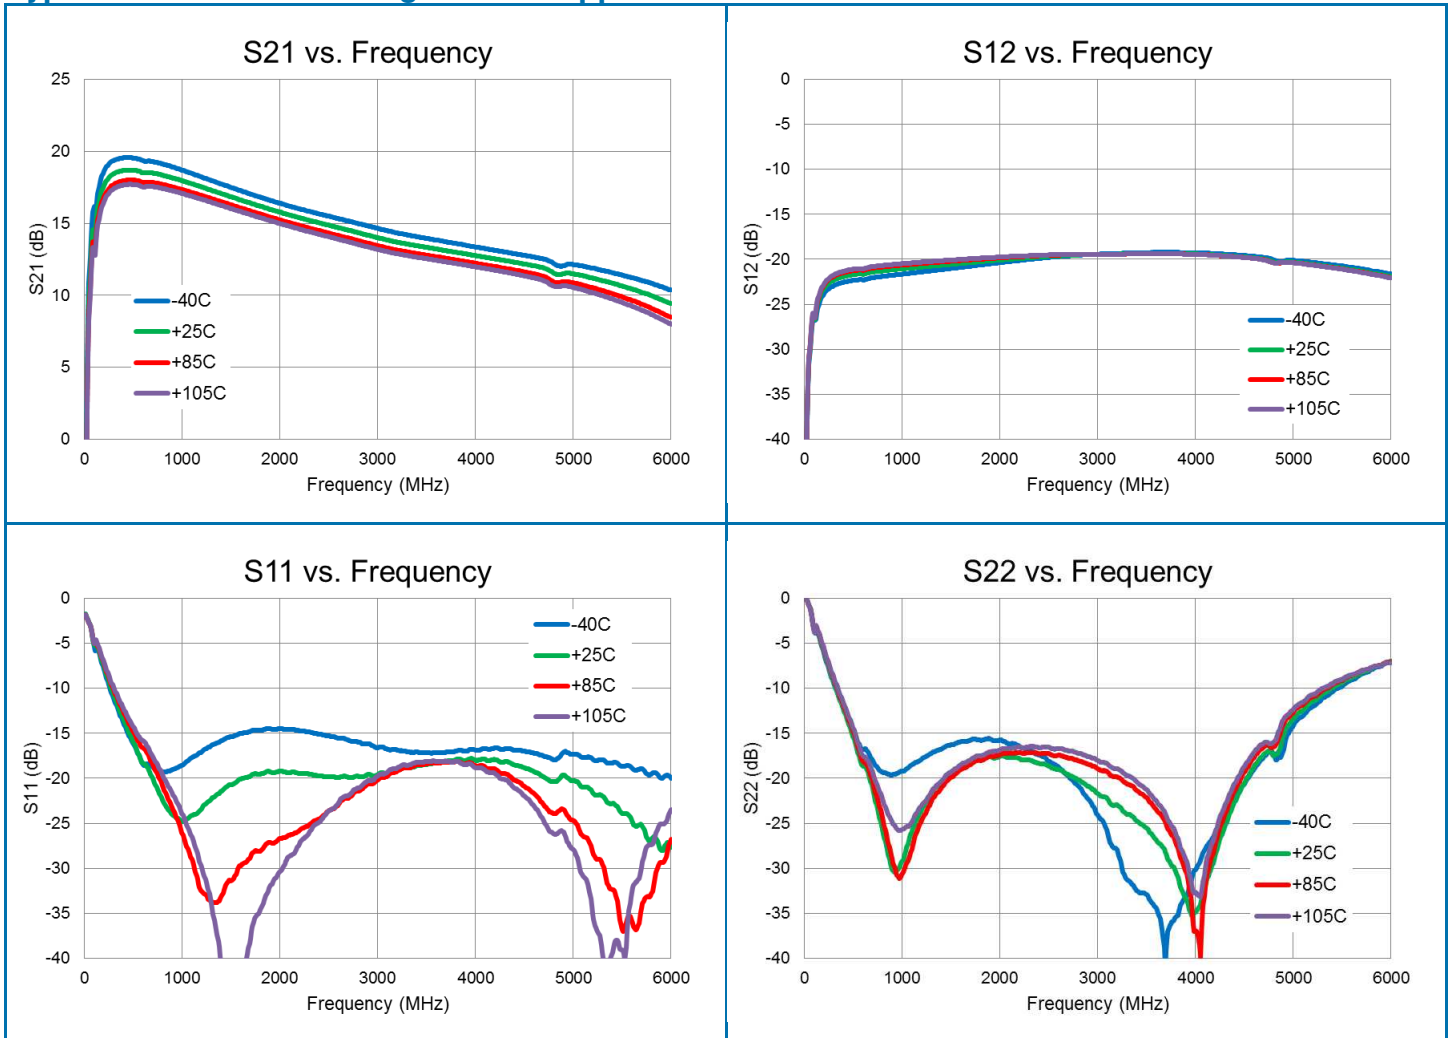 S21 vs. Frequency
25
20
15
10
5
0
S21 (dB)
-40C
+25C
+85C
+105C
0 1000 2000 3000 4000 5000 6000
Frequency (MHz)
S12 vs. Frequency
0
-5
-10
-15
-20
-25
-30
-35
-40
S12 (dB)
-40C
+25C
+85C
+105C
0 1000 2000 3000 4000 5000 6000
Frequency (MHz)
S11 vs. Frequency
0
-5
-10
-15
-20
-25
-30
-35
-40
S11 (dB)
-40C
+25C
+85C
+105C
0 1000 2000 3000 4000 5000 6000
Frequency (MHz)
S22 vs. Frequency
0
-5
-10
-15
-20
-25
-30
-35
-40
S22 (dB)
-40C
+25C
+85C
+105C
0 1000 2000 3000 4000 5000 6000
Frequency (MHz)